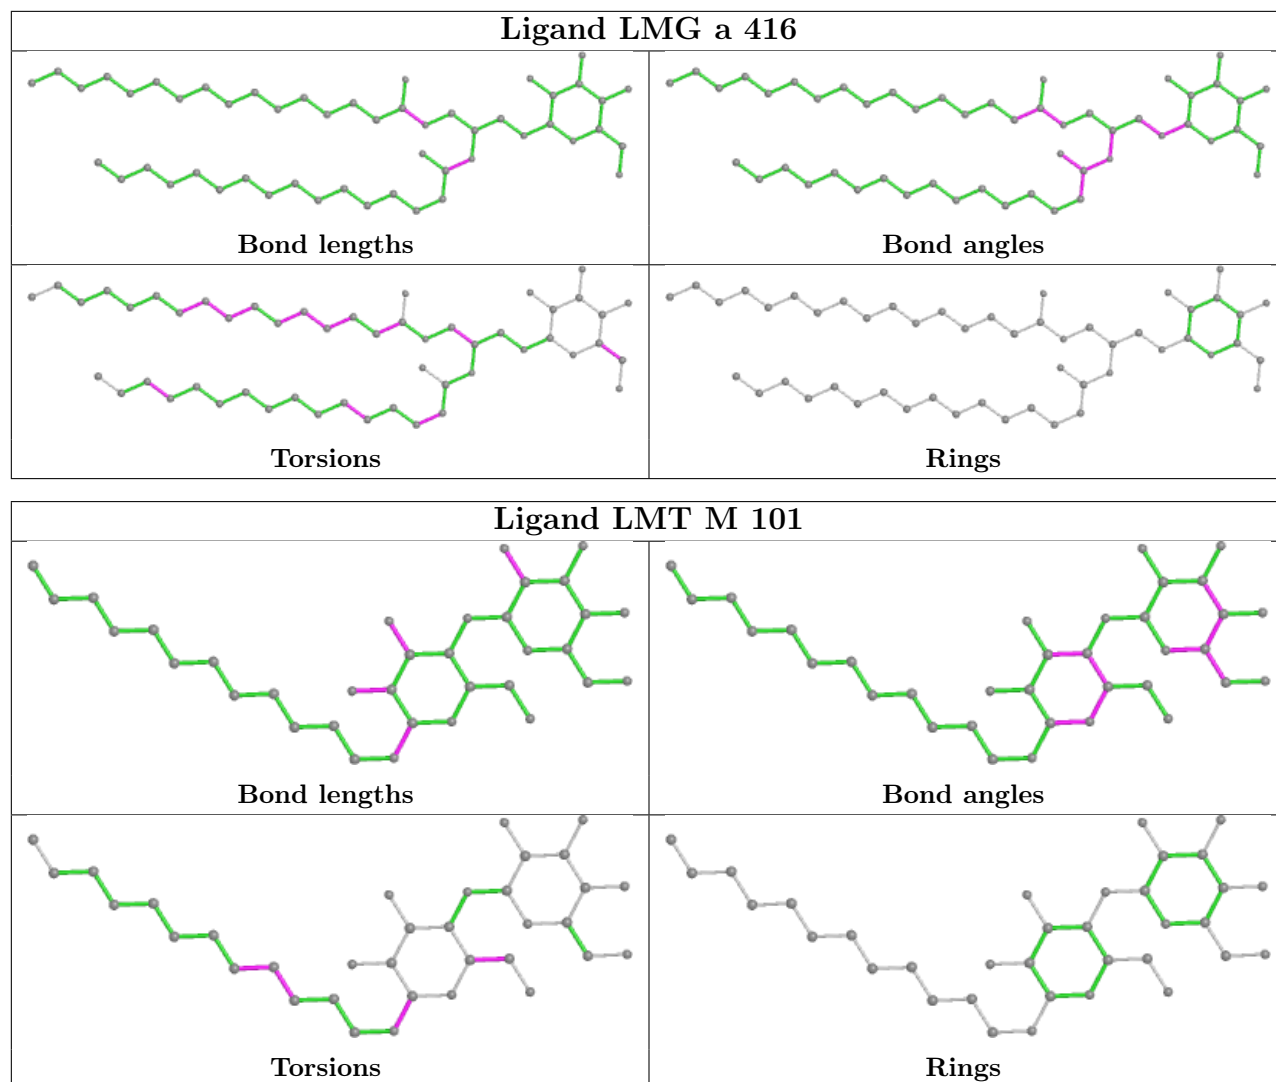 Ligand LMG a 416
Bond lengths
Bond angles
Torsions
Rings
Ligand LMT M 101
Bond lengths
Bond angles
Torsions
Rings